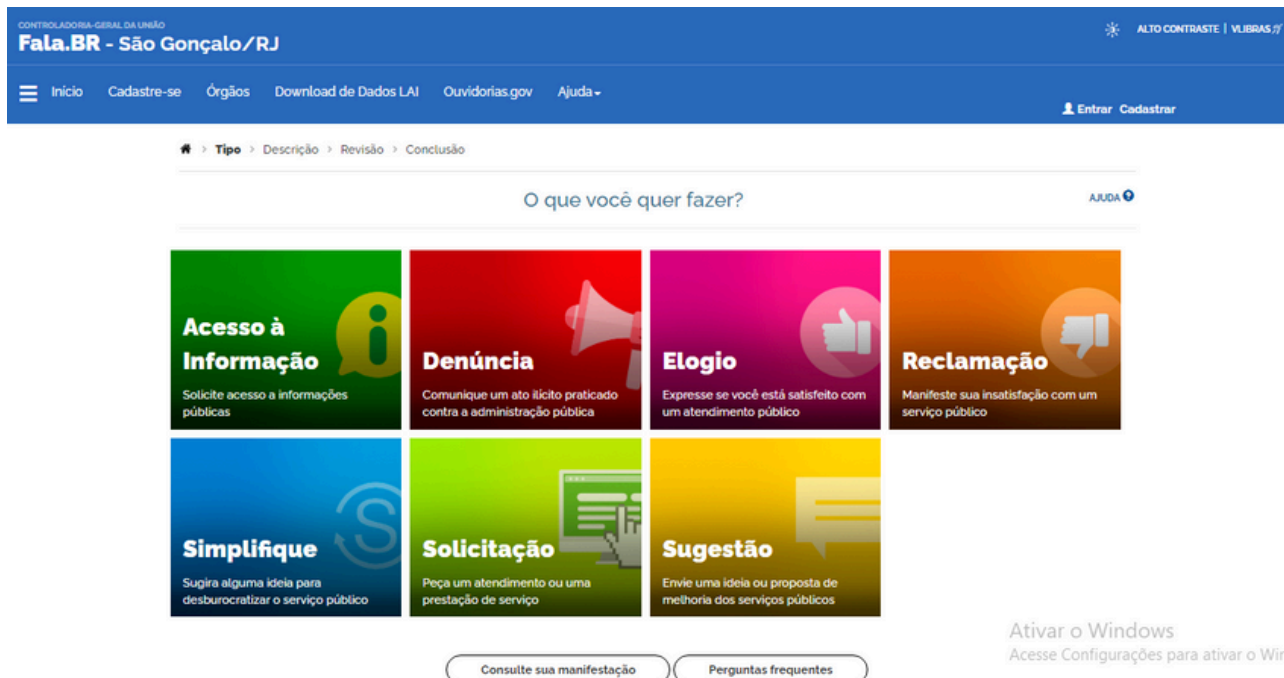 CONTROLADORIA-GERAL DA UNIÃO
Fala.BR - São Gonçalo/RJ
ALTO CONTRASTE | VLIBRAS
Início Cadastre-se Órgãos Download de Dados LAI Ouvidorias.gov Ajuda
Entrar Cadastrar
> Tipo > Descrição > Revisão > Conclusão
O que você quer fazer?
AJUDA
Acesso à
Informação
Solicite acesso a informações
públicas
Denúncia
Comunique um ato ilícito praticado
contra a administração pública
Elogio
Expresse se você está satisfeito com
um atendimento público
Reclamação
Manifeste sua insatisfação com um
serviço público
Simplifique
Sugira alguma ideia para
desburocratizar o serviço público
Solicitação
Peça um atendimento ou uma
prestação de serviço
Sugestão
Envie uma ideia ou proposta de
melhoria dos serviços públicos
Ativar o Windows
Acesse Configurações para ativar o Win
Consulte sua manifestação
Perguntas frequentes